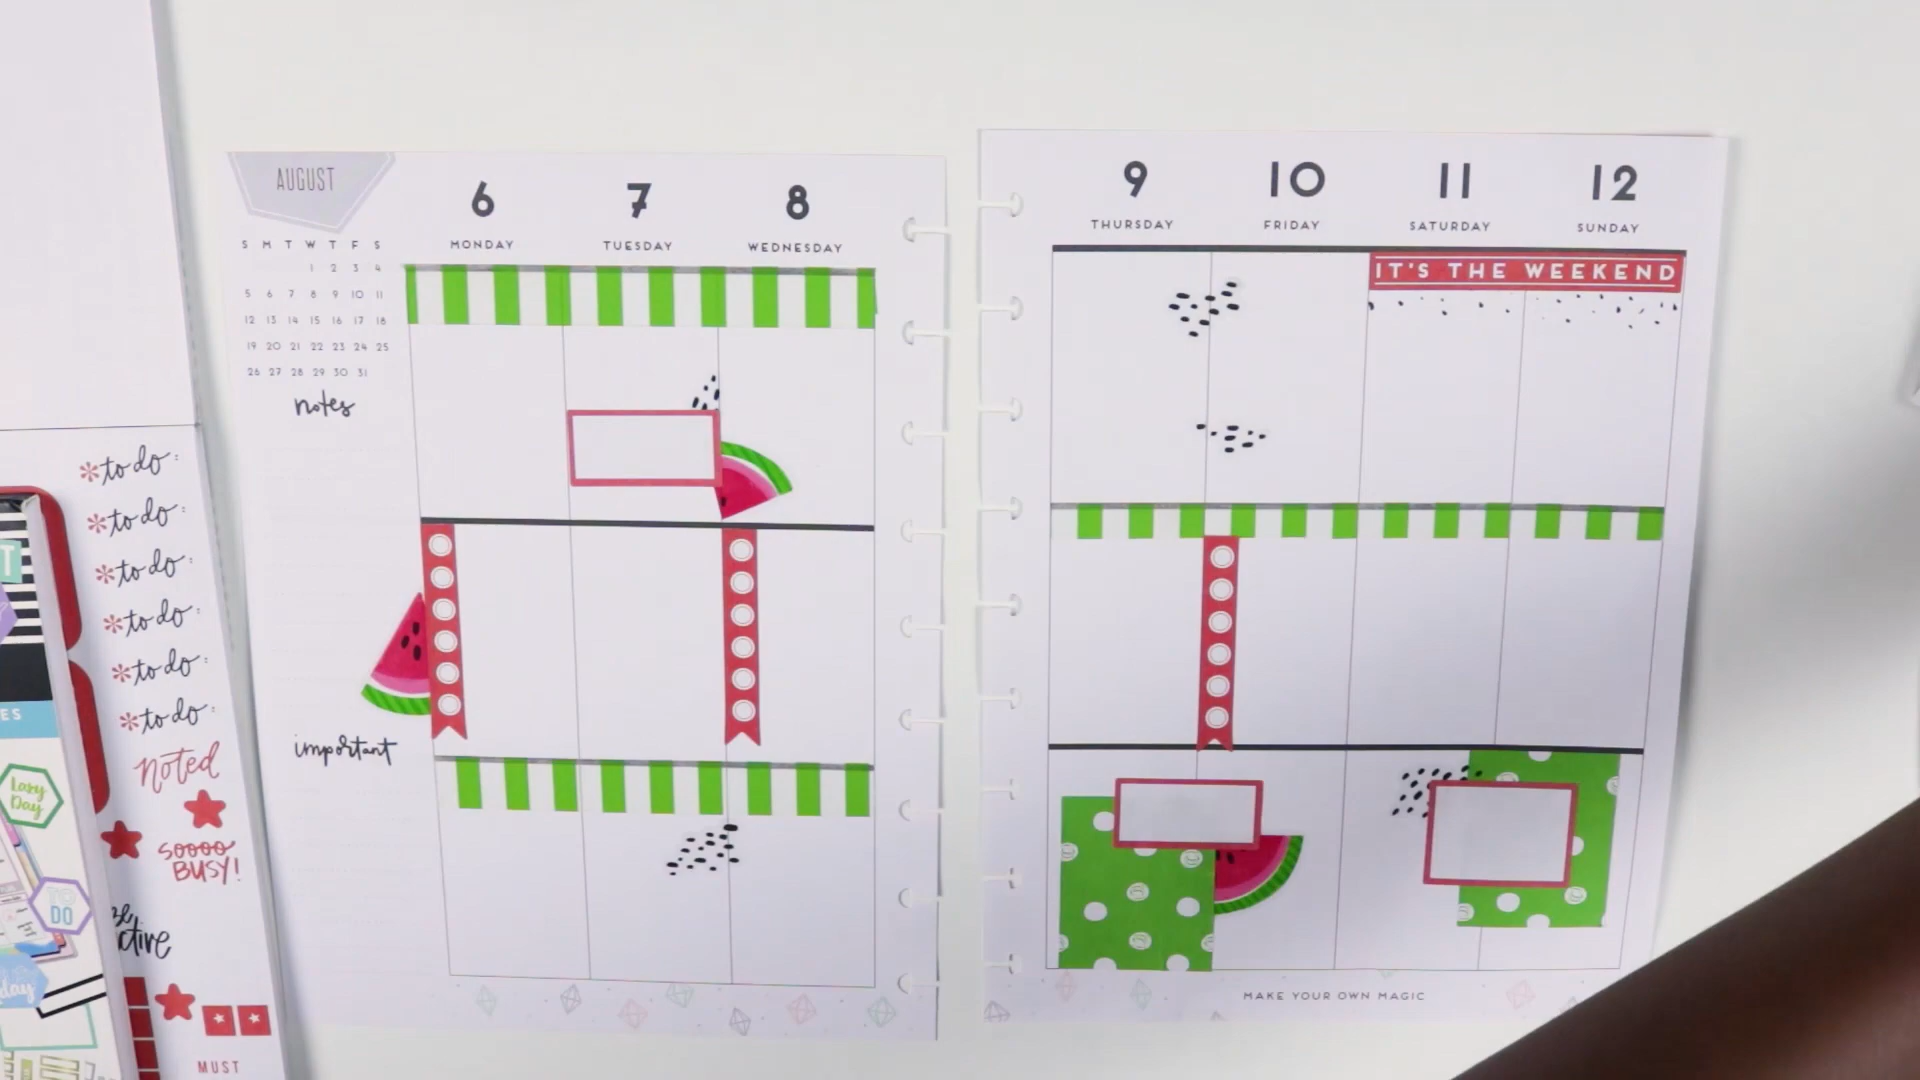 AUGUST
S M T W T F S
1 2 3 4
5 6 7 8 9 10 11
12 13 14 15 16 17 18
19 20 21 22 23 24 25
26 27 28 29 30 31
notes
important
6 7 8
MONDAY TUESDAY WEDNESDAY
9 10 11 12
THURSDAY FRIDAY SATURDAY SUNDAY
IT'S THE WEEKEND
MAKE YOUR OWN MAGIC
*to do:
*to do:
*to do:
*to do:
*to do:
*to do:
noted
soooo
BUSY!
MUST
Lazy
Day
TO
DO